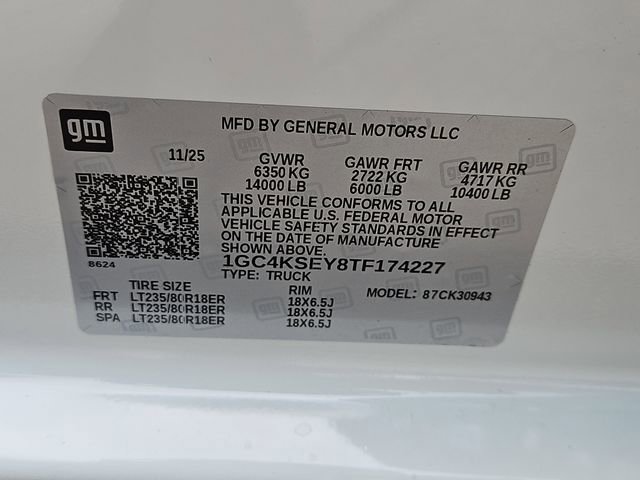 gm
MFD BY GENERAL MOTORS LLC
11/25 GVWR GAWR FRT GAWR RR
6350 KG 2722 KG 4717 KG
14000 LB 6000 LB 10400 LB
THIS VEHICLE CONFORMS TO ALL
APPLICABLE U.S. FEDERAL MOTOR
VEHICLE SAFETY STANDARDS IN EFFECT
ON THE DATE OF MANUFACTURE
SHOWN ABOVE.
8624
1GC4KSEY8TF174227
TYPE: TRUCK
TIRE SIZE RIM MODEL: 87CK30943
FRT LT235/80R18ER 18X6.5J
RR LT235/80R18ER 18X6.5J
SPA LT235/80R18ER 18X6.5J